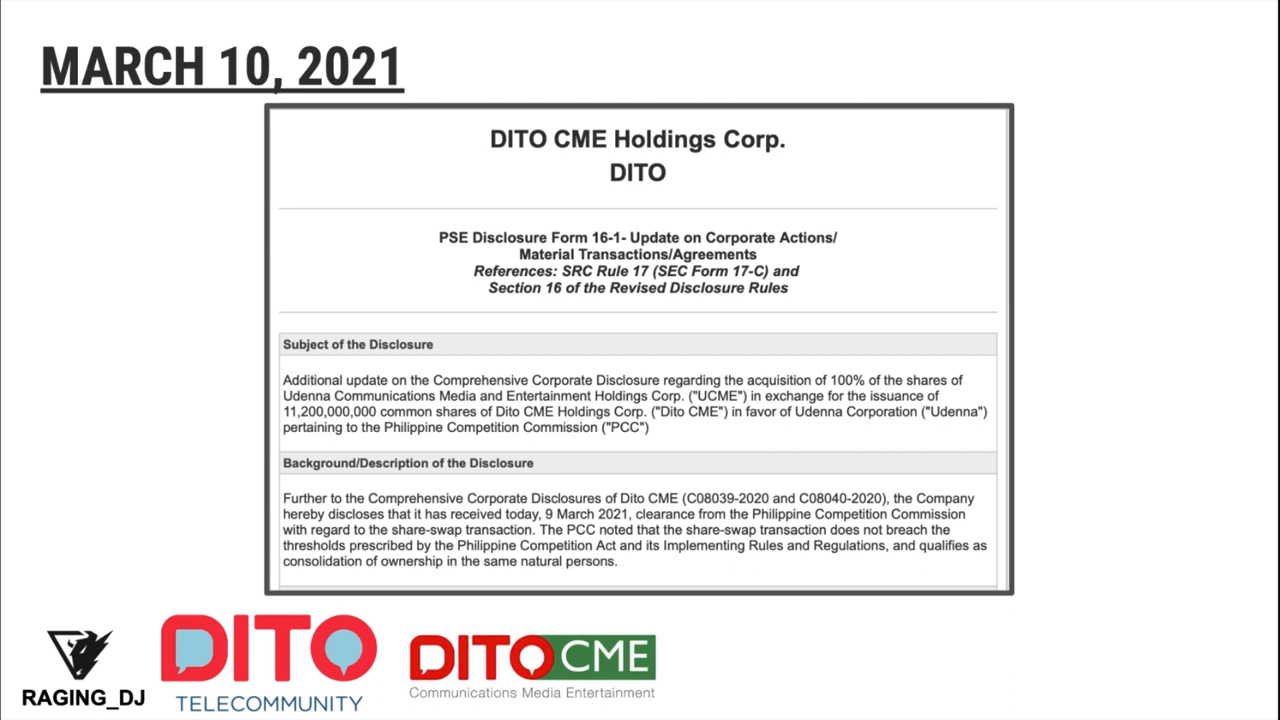 MARCH 10, 2021
DITO CME Holdings Corp.
DITO
PSE Disclosure Form 16-1- Update on Corporate Actions/
Material Transactions/Agreements
References: SRC Rule 17 (SEC Form 17-C) and
Section 16 of the Revised Disclosure Rules
Subject of the Disclosure
Additional update on the Comprehensive Corporate Disclosure regarding the acquisition of 100% of the shares of
Udenna Communications Media and Entertainment Holdings Corp. ("UCME") in exchange for the issuance of
11,200,000,000 common shares of Dito CME Holdings Corp. ("Dito CME") in favor of Udenna Corporation ("Udenna")
pertaining to the Philippine Competition Commission ("PCC")
Background/Description of the Disclosure
Further to the Comprehensive Corporate Disclosures of Dito CME (C08039-2020 and C08040-2020), the Company
hereby discloses that it has received today, 9 March 2021, clearance from the Philippine Competition Commission
with regard to the share-swap transaction. The PCC noted that the share-swap transaction does not breach the
thresholds prescribed by the Philippine Competition Act and its Implementing Rules and Regulations, and qualifies as
consolidation of ownership in the same natural persons.
RAGING_DJ
DITO
TELECOMMUNITY
DITO CME
Communications Media Entertainment